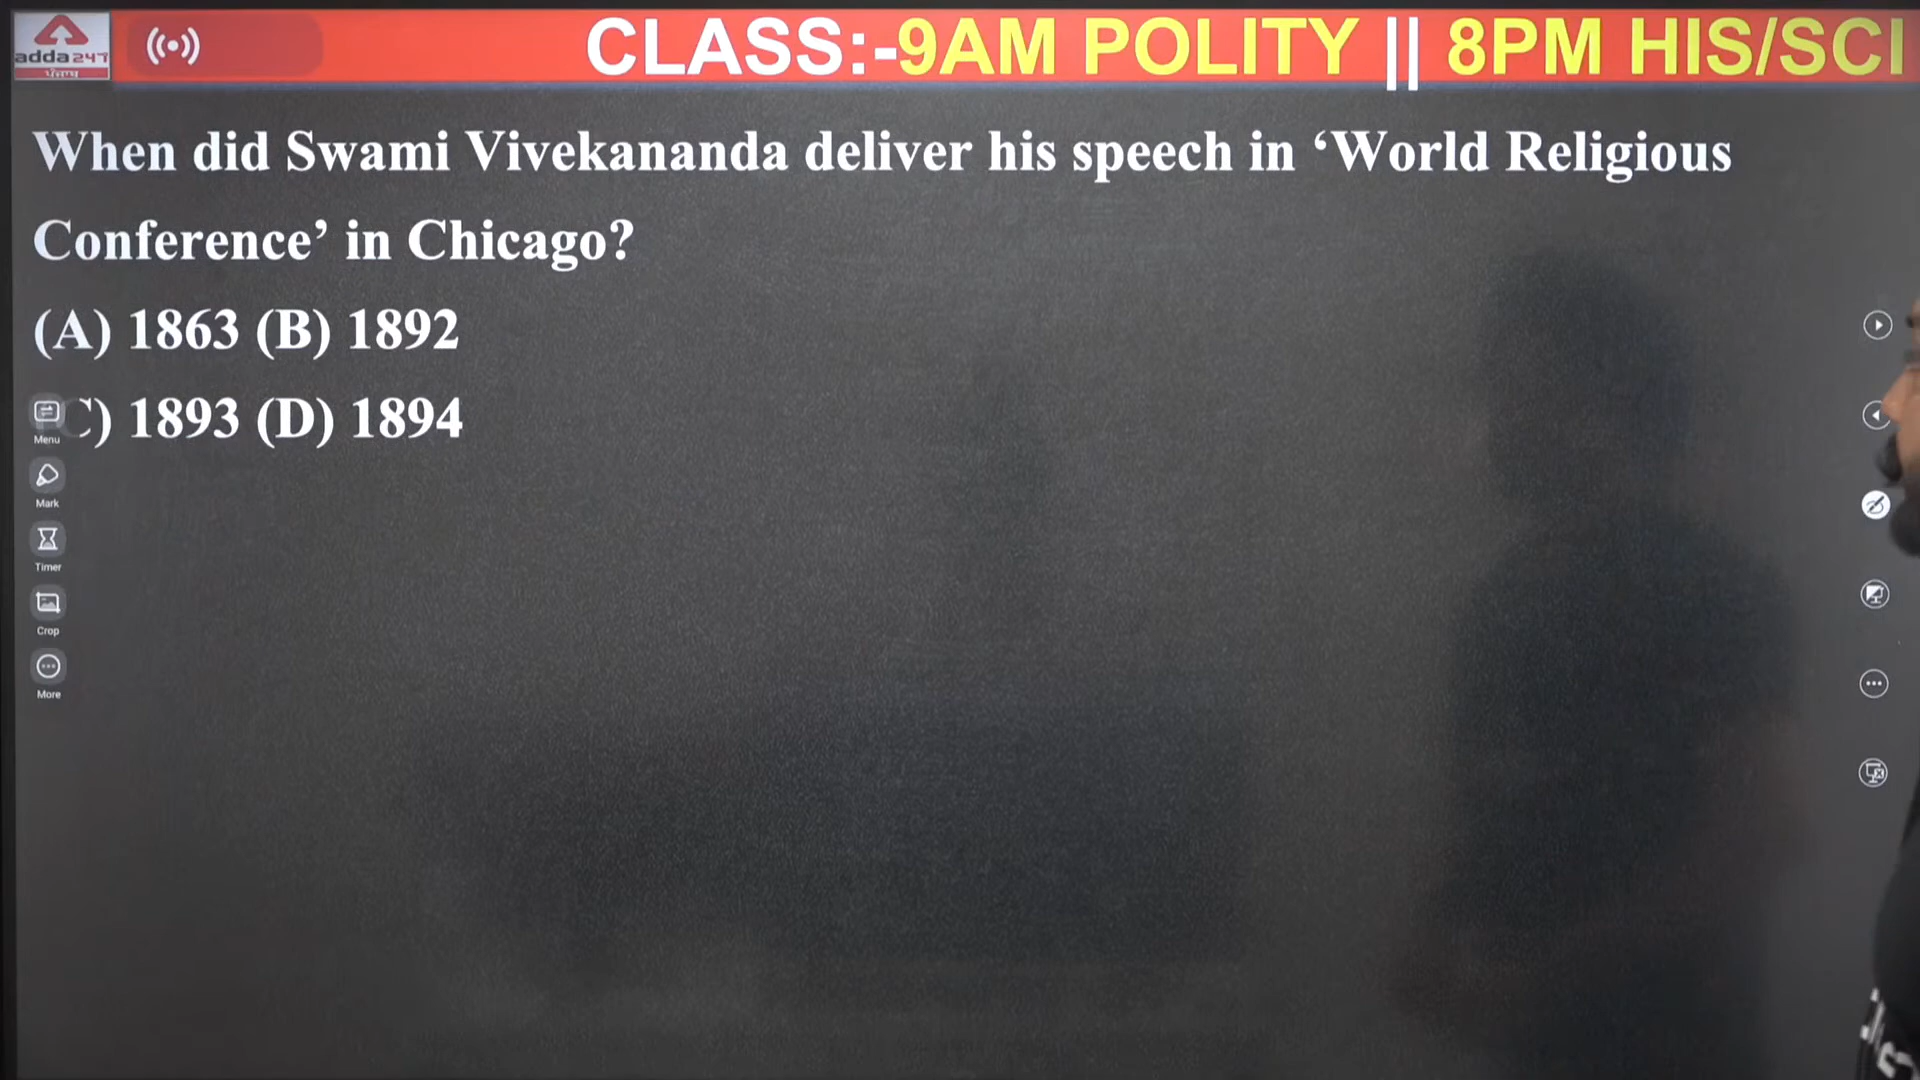 CLASS:-9AM POLITY || 8PM HIS/SCI
adda247
ਪੰਜਾਬ
When did Swami Vivekananda deliver his speech in ‘World Religious
Conference’ in Chicago?
(A) 1863 (B) 1892
C) 1893 (D) 1894
Menu
Mark
Timer
Crop
More